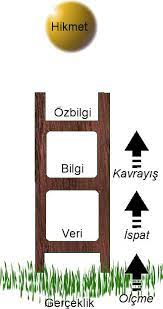 Hikmet
Özbilgi
Bilgi
Kavrayış
Veri
İspat
Gerçeklik
Ölçme